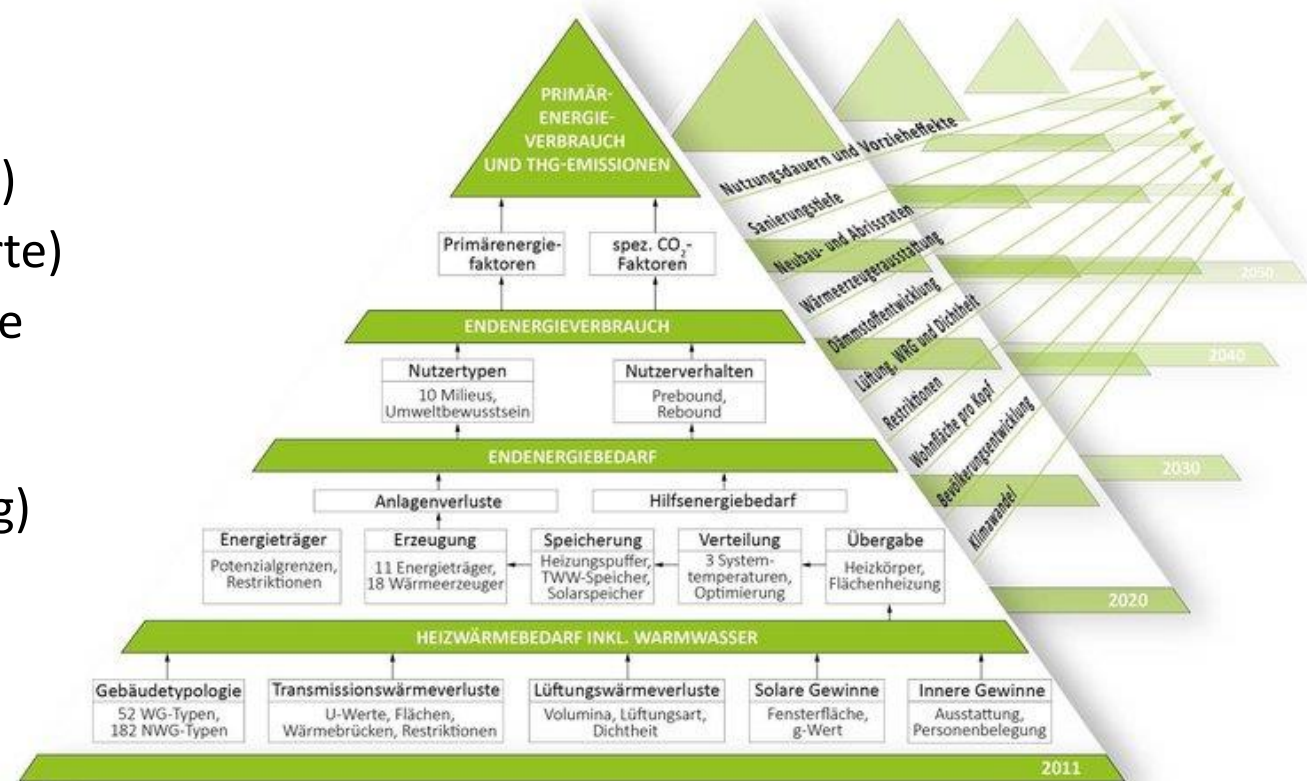 )
rte)
e
g)
PRIMÄR-
ENERGIE-
VERBRAUCH
UND THG-EMISSIONEN
Primärenergie-
faktoren
spez. CO₂-
Faktoren
ENDENERGIEVERBRAUCH
Nutzertypen
10 Milieus,
Umweltbewusstsein
Nutzerverhalten
Prebound,
Rebound
ENDENERGIEBEDARF
Anlagenverluste
Hilfsenergiebedarf
Energieträger
Potenzialgrenzen,
Restriktionen
Erzeugung
11 Energieträger,
18 Wärmeerzeuger
Speicherung
Heizungspuffer,
TWW-Speicher,
Solarspeicher
Verteilung
3 System-
temperaturen,
Optimierung
Übergabe
Heizkörper,
Flächenheizung
HEIZWÄRMEBEDARF INKL. WARMWASSER
Gebäudetypologie
52 WG-Typen,
182 NWG-Typen
Transmissionswärmeverluste
U-Werte, Flächen,
Wärmebrücken, Restriktionen
Lüftungswärmeverluste
Volumina, Lüftungsart,
Dichtheit
Solare Gewinne
Fensterfläche,
g-Wert
Innere Gewinne
Ausstattung,
Personenbelegung
2011
Nutzungsdauern und Vorzieheffekte
Sanierungstiefe
Neubau- und Abrissraten
Wärmeerzeugerausstattung
Dämmstoffentwicklung
Lüftung, WRG und Dichtheit
Restriktionen
Wohnfläche pro Kopf
Bevölkerungsentwicklung
Klimawandel
2050
2040
2030
2020